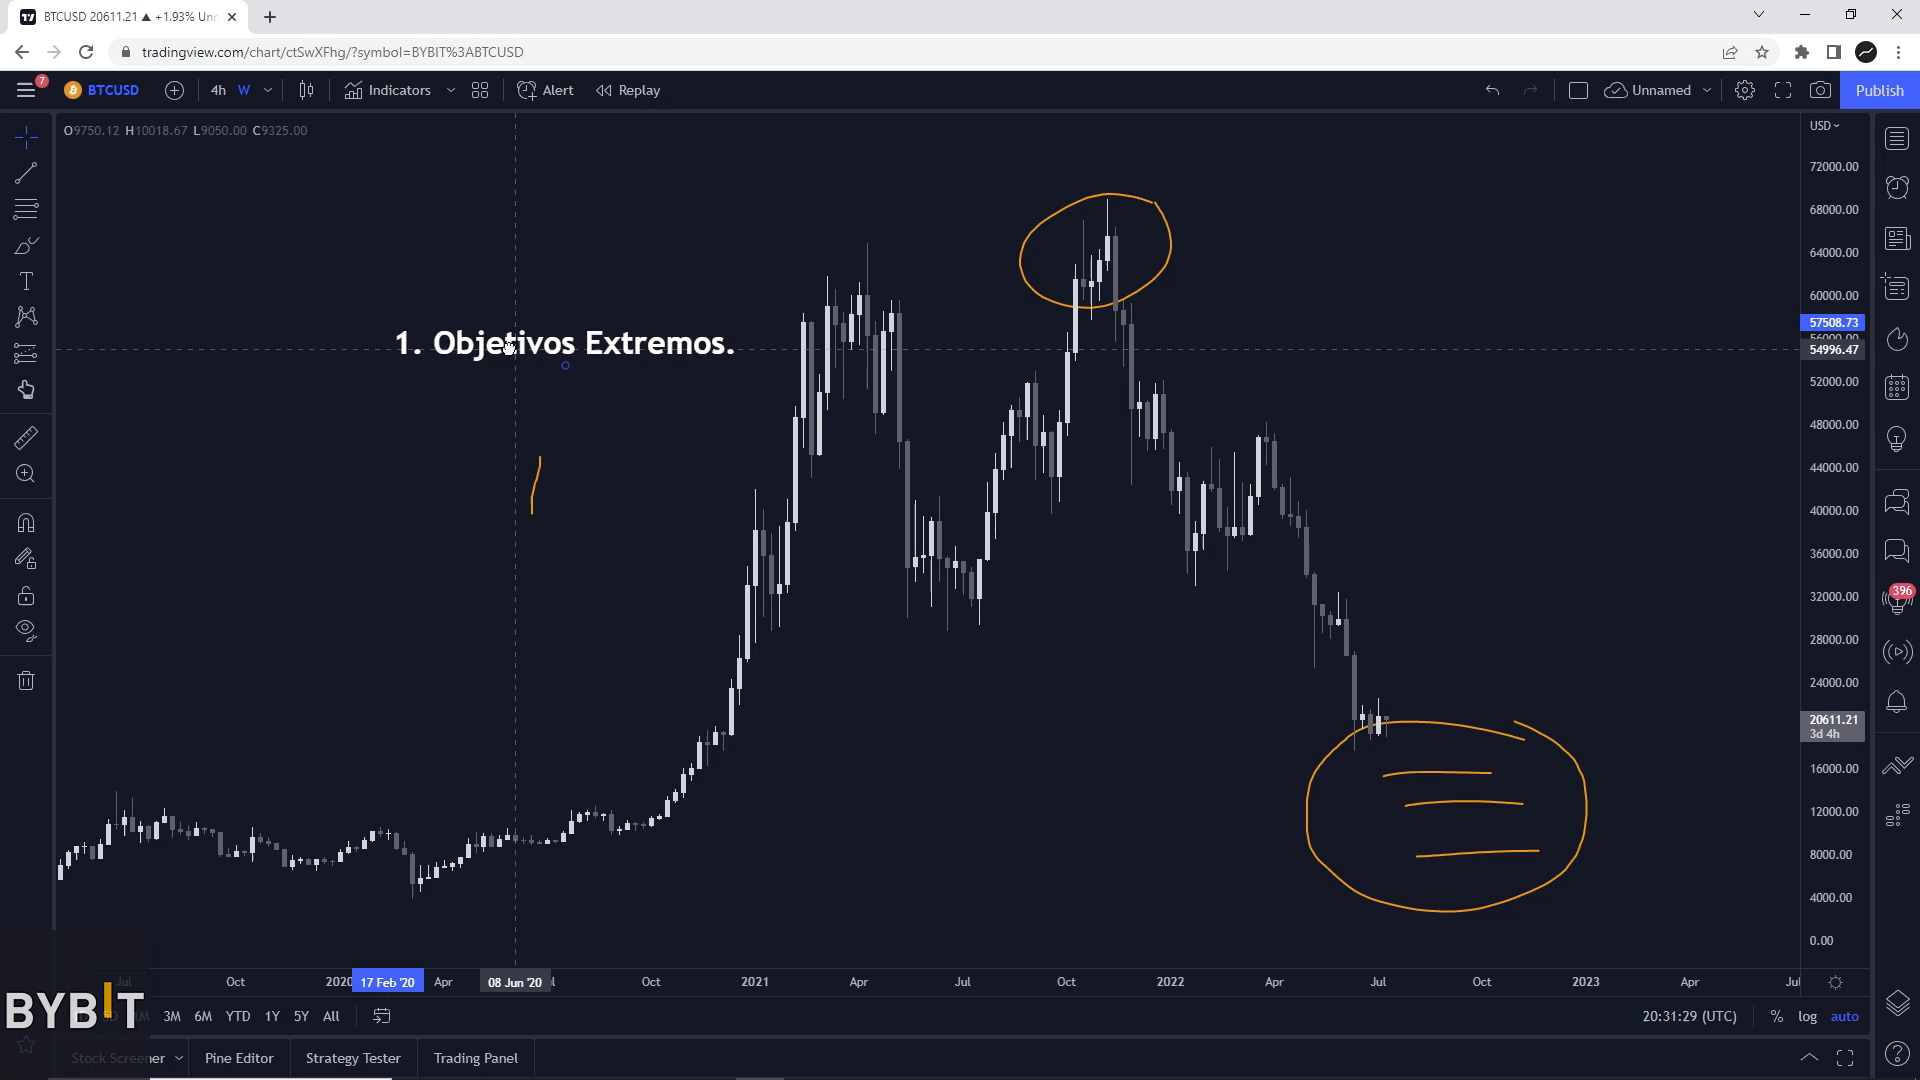 BTCUSD 20611.21 ▲ +1.93% Unn
tradingview.com/chart/ctSwXFhg/?symbol=BYBIT%3ABTCUSD
7
BTCUSD 4h W Indicators Alert Replay Unnamed Publish
O9750.12 H10018.67 L9050.00 C9325.00
USD
72000.00
68000.00
64000.00
60000.00
57508.73
1. Objetivos Extremos.
54996.47
52000.00
48000.00
44000.00
40000.00
36000.00
396
32000.00
28000.00
24000.00
20611.21
3d 4h
16000.00
12000.00
8000.00
4000.00
0.00
Jul Oct 2020 17 Feb '20 Apr 08 Jun '20 Oct 2021 Apr Jul Oct 2022 Apr Jul Oct 2023 Apr Jul
BYBIT
3M 6M YTD 1Y 5Y All 20:31:29 (UTC) % log auto
Stock Screener Pine Editor Strategy Tester Trading Panel